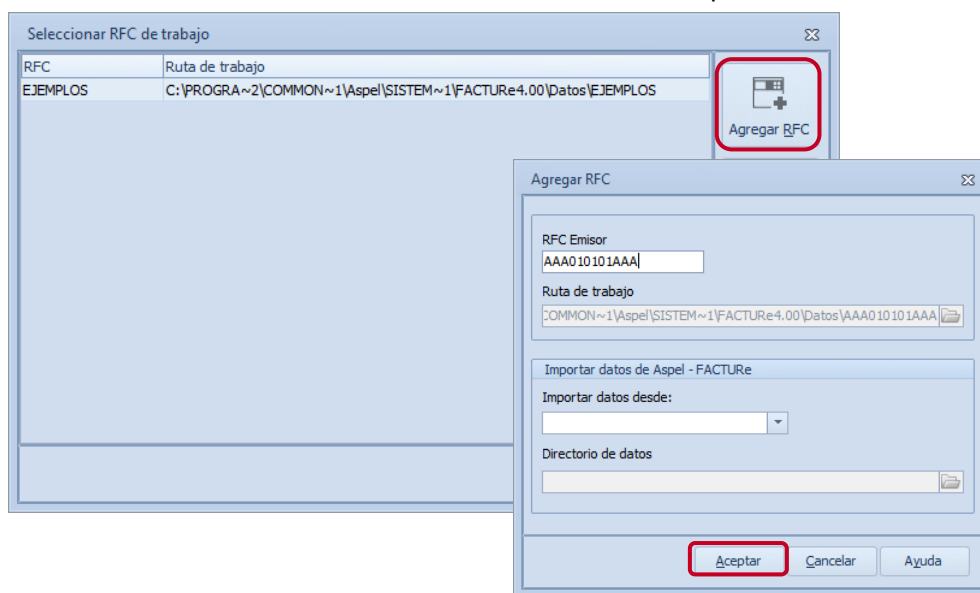 Seleccionar RFC de trabajo
RFC Ruta de trabajo
EJEMPLOS C:\PROGRA~2\COMMON~1\Aspel\SISTEM~1\FACTURe4.00\Datos\EJEMPLOS
Agregar RFC
Agregar RFC
RFC Emisor
AAA010101AAA
Ruta de trabajo
COMMON~1\Aspel\SISTEM~1\FACTURe4.00\Datos\AAA010101AAA
Importar datos de Aspel - FACTURe
Importar datos desde:
Directorio de datos
Aceptar Cancelar Ayuda